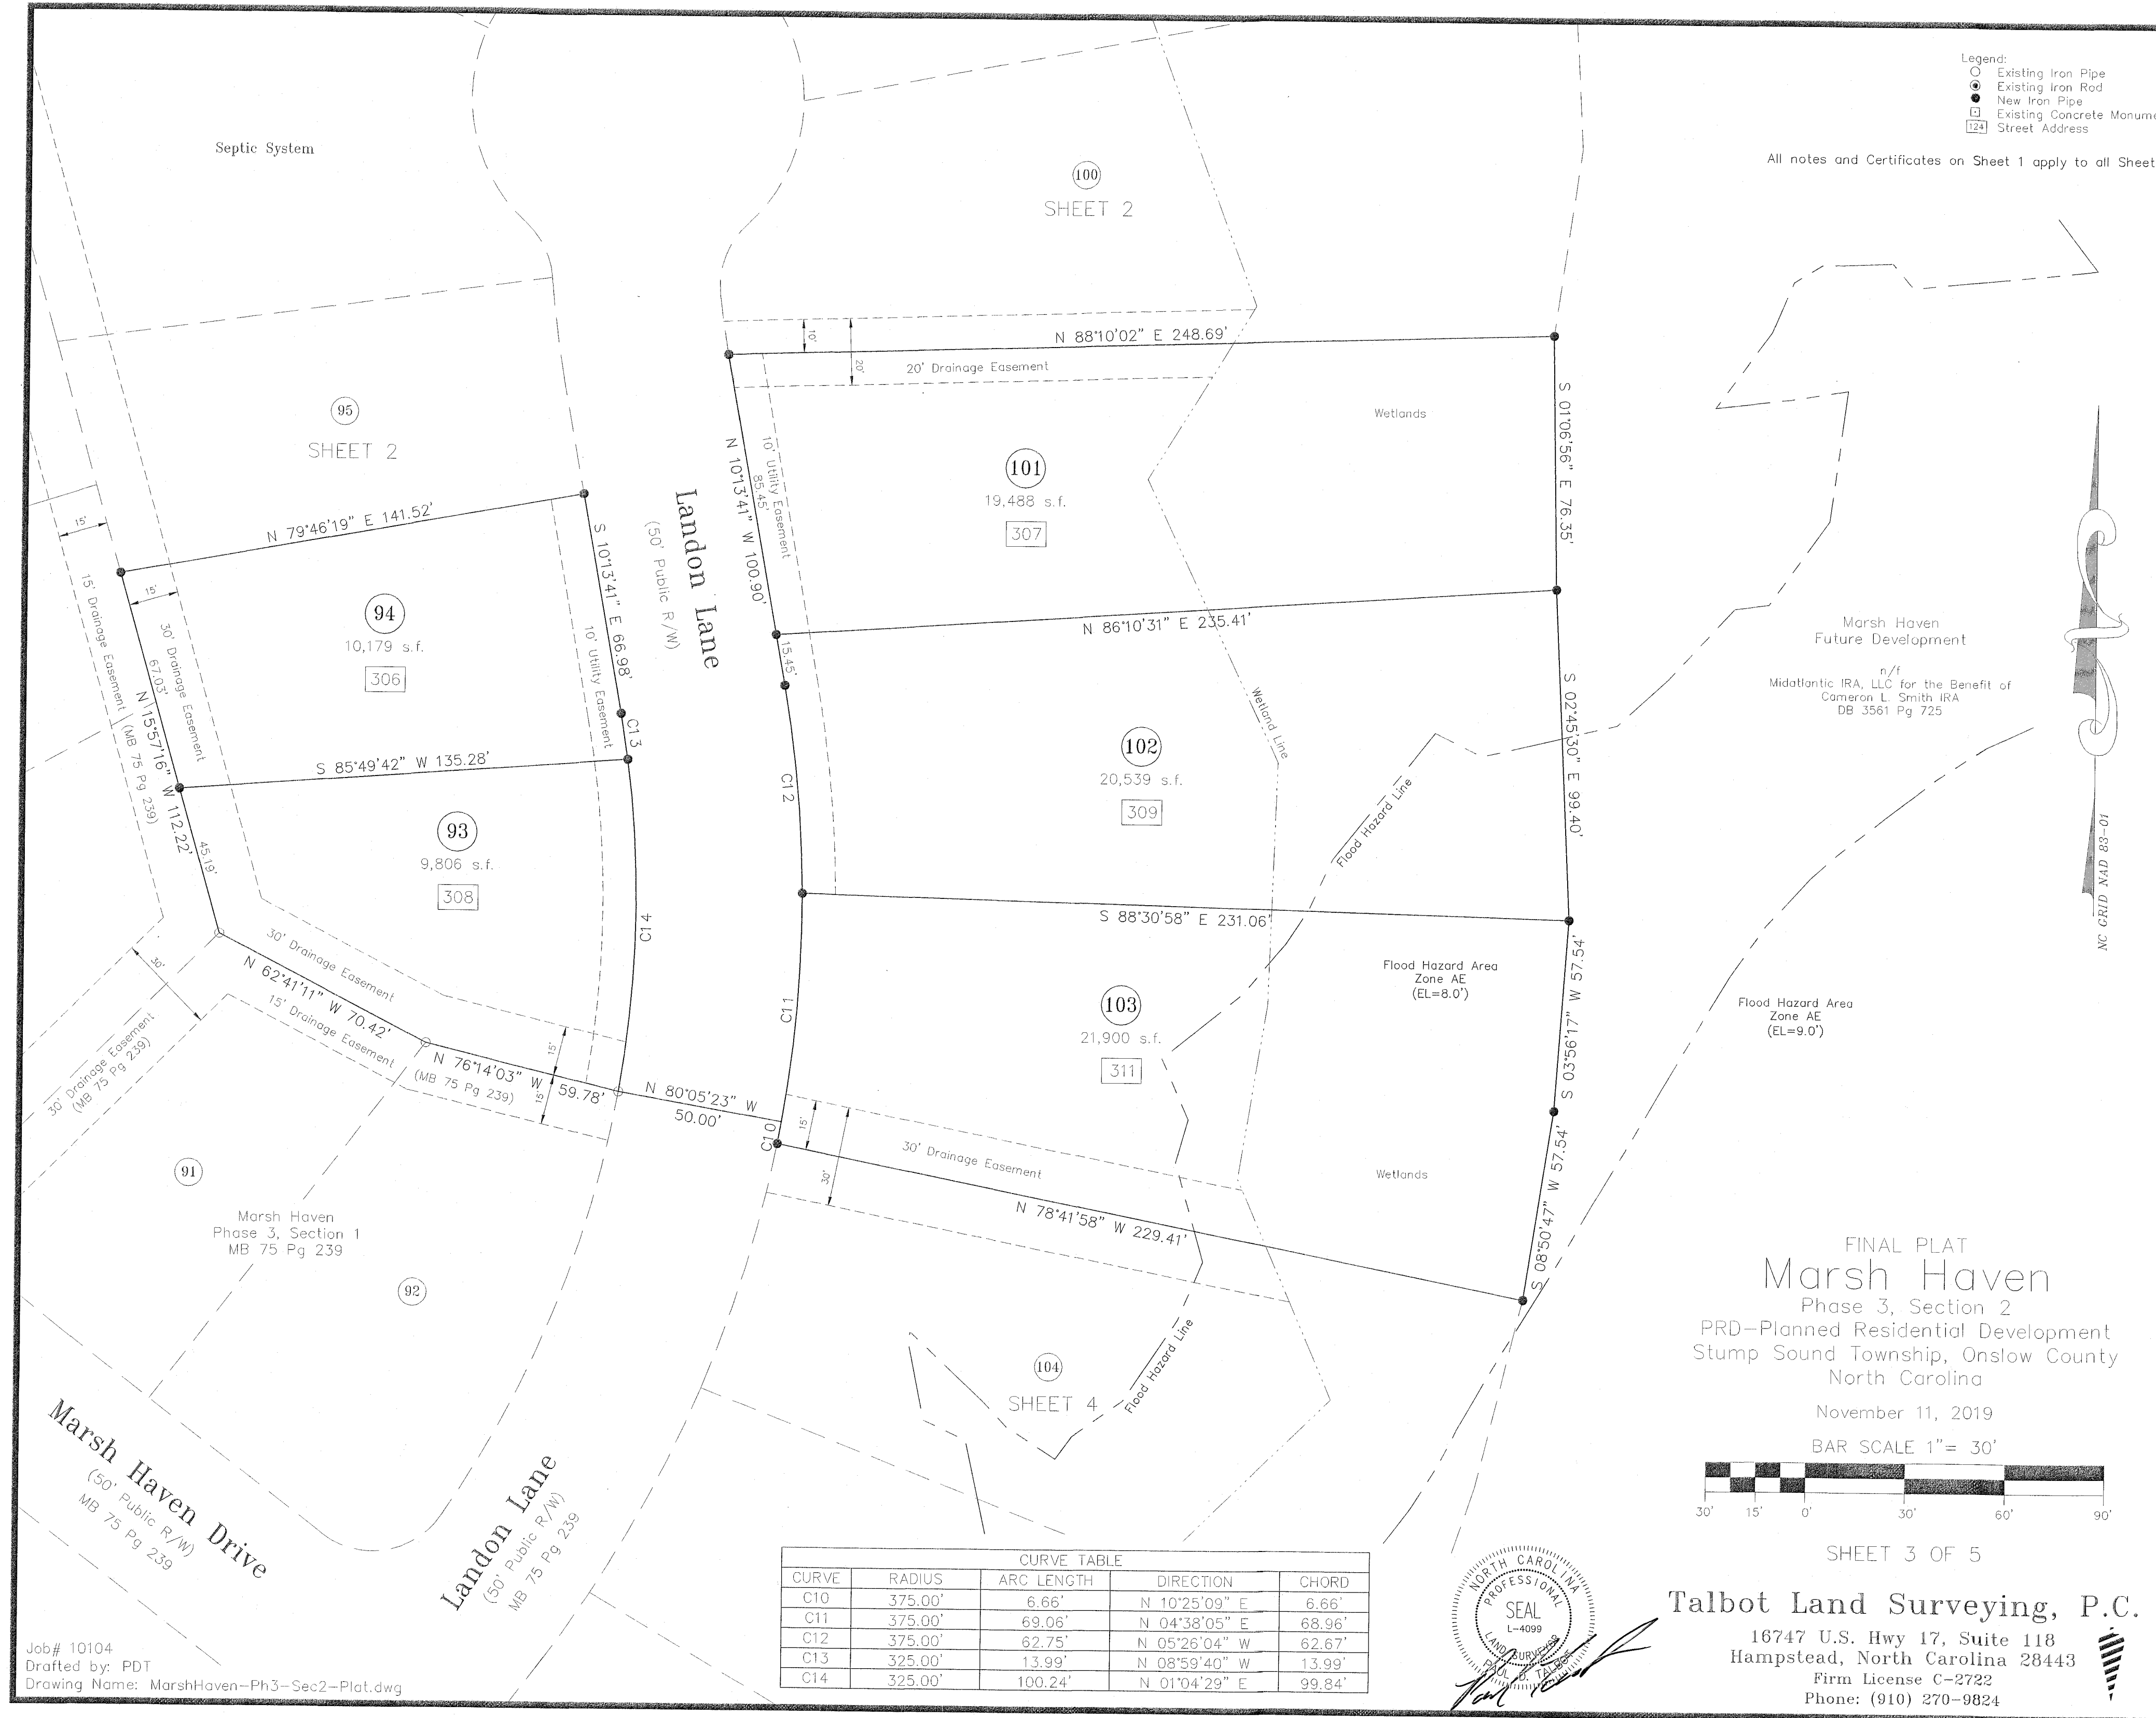 Legend:
Existing Iron Pipe
Existing Iron Rod
New Iron Pipe
Existing Concrete Monume
124 Street Address
All notes and Certificates on Sheet 1 apply to all Sheet
Septic System
100
SHEET 2
N 88°10'02" E 248.69'
10'
20'
20' Drainage Easement
Wetlands
S 01°06'56" E 76.35'
95
SHEET 2
15'
N 79°46'19" E 141.52'
15' Drainage Easement
(MB 75 Pg 239)
15'
30' Drainage Easement
67.03'
N 15°57'16" W 112.22'
45.19'
94
10,179 s.f.
306
S 10°13'41" E 66.98'
10' Utility Easement
C13
Landon Lane
(50' Public R/W)
N 10°13'41" W 100.90'
10' Utility Easement
85.45'
15.45'
101
19,488 s.f.
307
N 86°10'31" E 235.41'
S 02°45'30" E 99.40'
Wetland Line
Marsh Haven
Future Development
n/f
Midatlantic IRA, LLC for the Benefit of
Cameron L. Smith IRA
DB 3561 Pg 725
S 85°49'42" W 135.28'
93
9,806 s.f.
308
C14
C12
102
20,539 s.f.
309
Flood Hazard Line
NC GRID NAD 83-01
S 88°30'58" E 231.06'
30'
30' Drainage Easement
N 62°41'11" W 70.42'
15' Drainage Easement
30' Drainage Easement
(MB 75 Pg 239)
N 76°14'03" W
59.78'
(MB 75 Pg 239)
15'
15'
N 80°05'23" W
50.00'
C11
C10
103
21,900 s.f.
311
Flood Hazard Area
Zone AE
(EL=8.0')
S 03°56'17" W 57.54'
Flood Hazard Area
Zone AE
(EL=9.0')
15'
30'
30' Drainage Easement
Wetlands
N 78°41'58" W 229.41'
S 08°50'47" W 57.54'
91
Marsh Haven
Phase 3, Section 1
MB 75 Pg 239
92
104
SHEET 4
Flood Hazard Line
Marsh Haven Drive
(50' Public R/W)
MB 75 Pg 239
Landon Lane
(50' Public R/W)
MB 75 Pg 239
FINAL PLAT
Marsh Haven
Phase 3, Section 2
PRD-Planned Residential Development
Stump Sound Township, Onslow County
North Carolina
November 11, 2019
BAR SCALE 1"= 30'
30' 15' 0' 30' 60' 90'
SHEET 3 OF 5
CURVE TABLE
CURVE RADIUS ARC LENGTH DIRECTION CHORD
C10 375.00' 6.66' N 10°25'09" E 6.66'
C11 375.00' 69.06' N 04°38'05" E 68.96'
C12 375.00' 62.75' N 05°26'04" W 62.67'
C13 325.00' 13.99' N 08°59'40" W 13.99'
C14 325.00' 100.24' N 01°04'29" E 99.84'
NORTH CAROLINA
PROFESSIONAL
SEAL
L-4099
LAND SURVEYOR
PAUL D. TALBOT
Talbot Land Surveying, P.C.
16747 U.S. Hwy 17, Suite 118
Hampstead, North Carolina 28443
Firm License C-2722
Phone: (910) 270-9824
Job# 10104
Drafted by: PDT
Drawing Name: MarshHaven-Ph3-Sec2-Plat.dwg